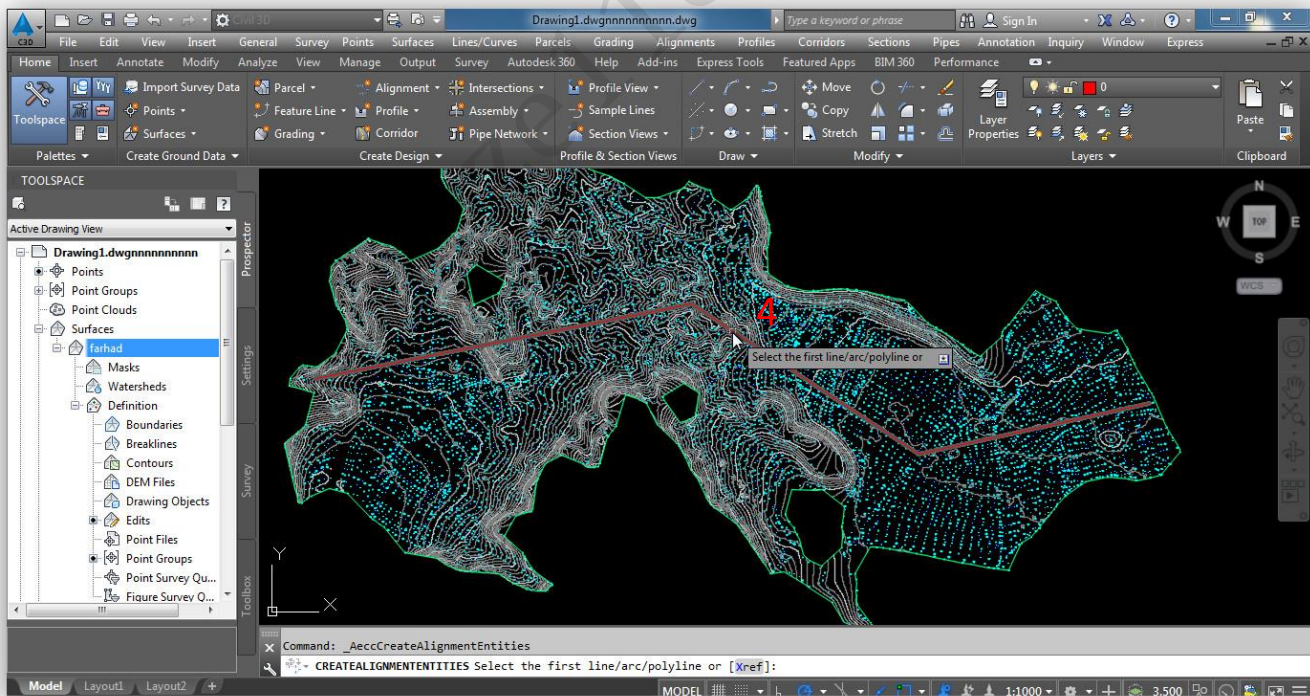 Civil 3D
Drawing1.dwgnnnnnnnnnn.dwg
Type a keyword or phrase
Sign In
C3D
File Edit View Insert General Survey Points Surfaces Lines/Curves Parcels Grading Alignments Profiles Corridors Sections Pipes Annotation Inquiry Window Express
Home Insert Annotate Modify Analyze View Manage Output Survey Autodesk 360 Help Add-ins Express Tools Featured Apps BIM 360 Performance
Toolspace
Import Survey Data
Points
Surfaces
Parcel
Feature Line
Grading
Alignment
Profile
Corridor
Intersections
Assembly
Pipe Network
Profile View
Sample Lines
Section Views
Move
Copy
Stretch
Layer
Properties
0
Paste
Palettes
Create Ground Data
Create Design
Profile & Section Views
Draw
Modify
Layers
Clipboard
TOOLSPACE
Active Drawing View
Drawing1.dwgnnnnnnnnnn
Points
Point Groups
Point Clouds
Surfaces
farhad
Masks
Watersheds
Definition
Boundaries
Breaklines
Contours
DEM Files
Drawing Objects
Edits
Point Files
Point Groups
Point Survey Qu...
Figure Survey Q...
Prospector
Settings
Survey
Toolbox
4
Select the first line/arc/polyline or
N
W
TOP
E
S
WCS
Y
X
Command: _AeccCreateAlignmentEntities
CREATEALIGNMENTENTITIES Select the first line/arc/polyline or [Xref]:
Model Layout1 Layout2 +
MODEL
1:1000
3.500